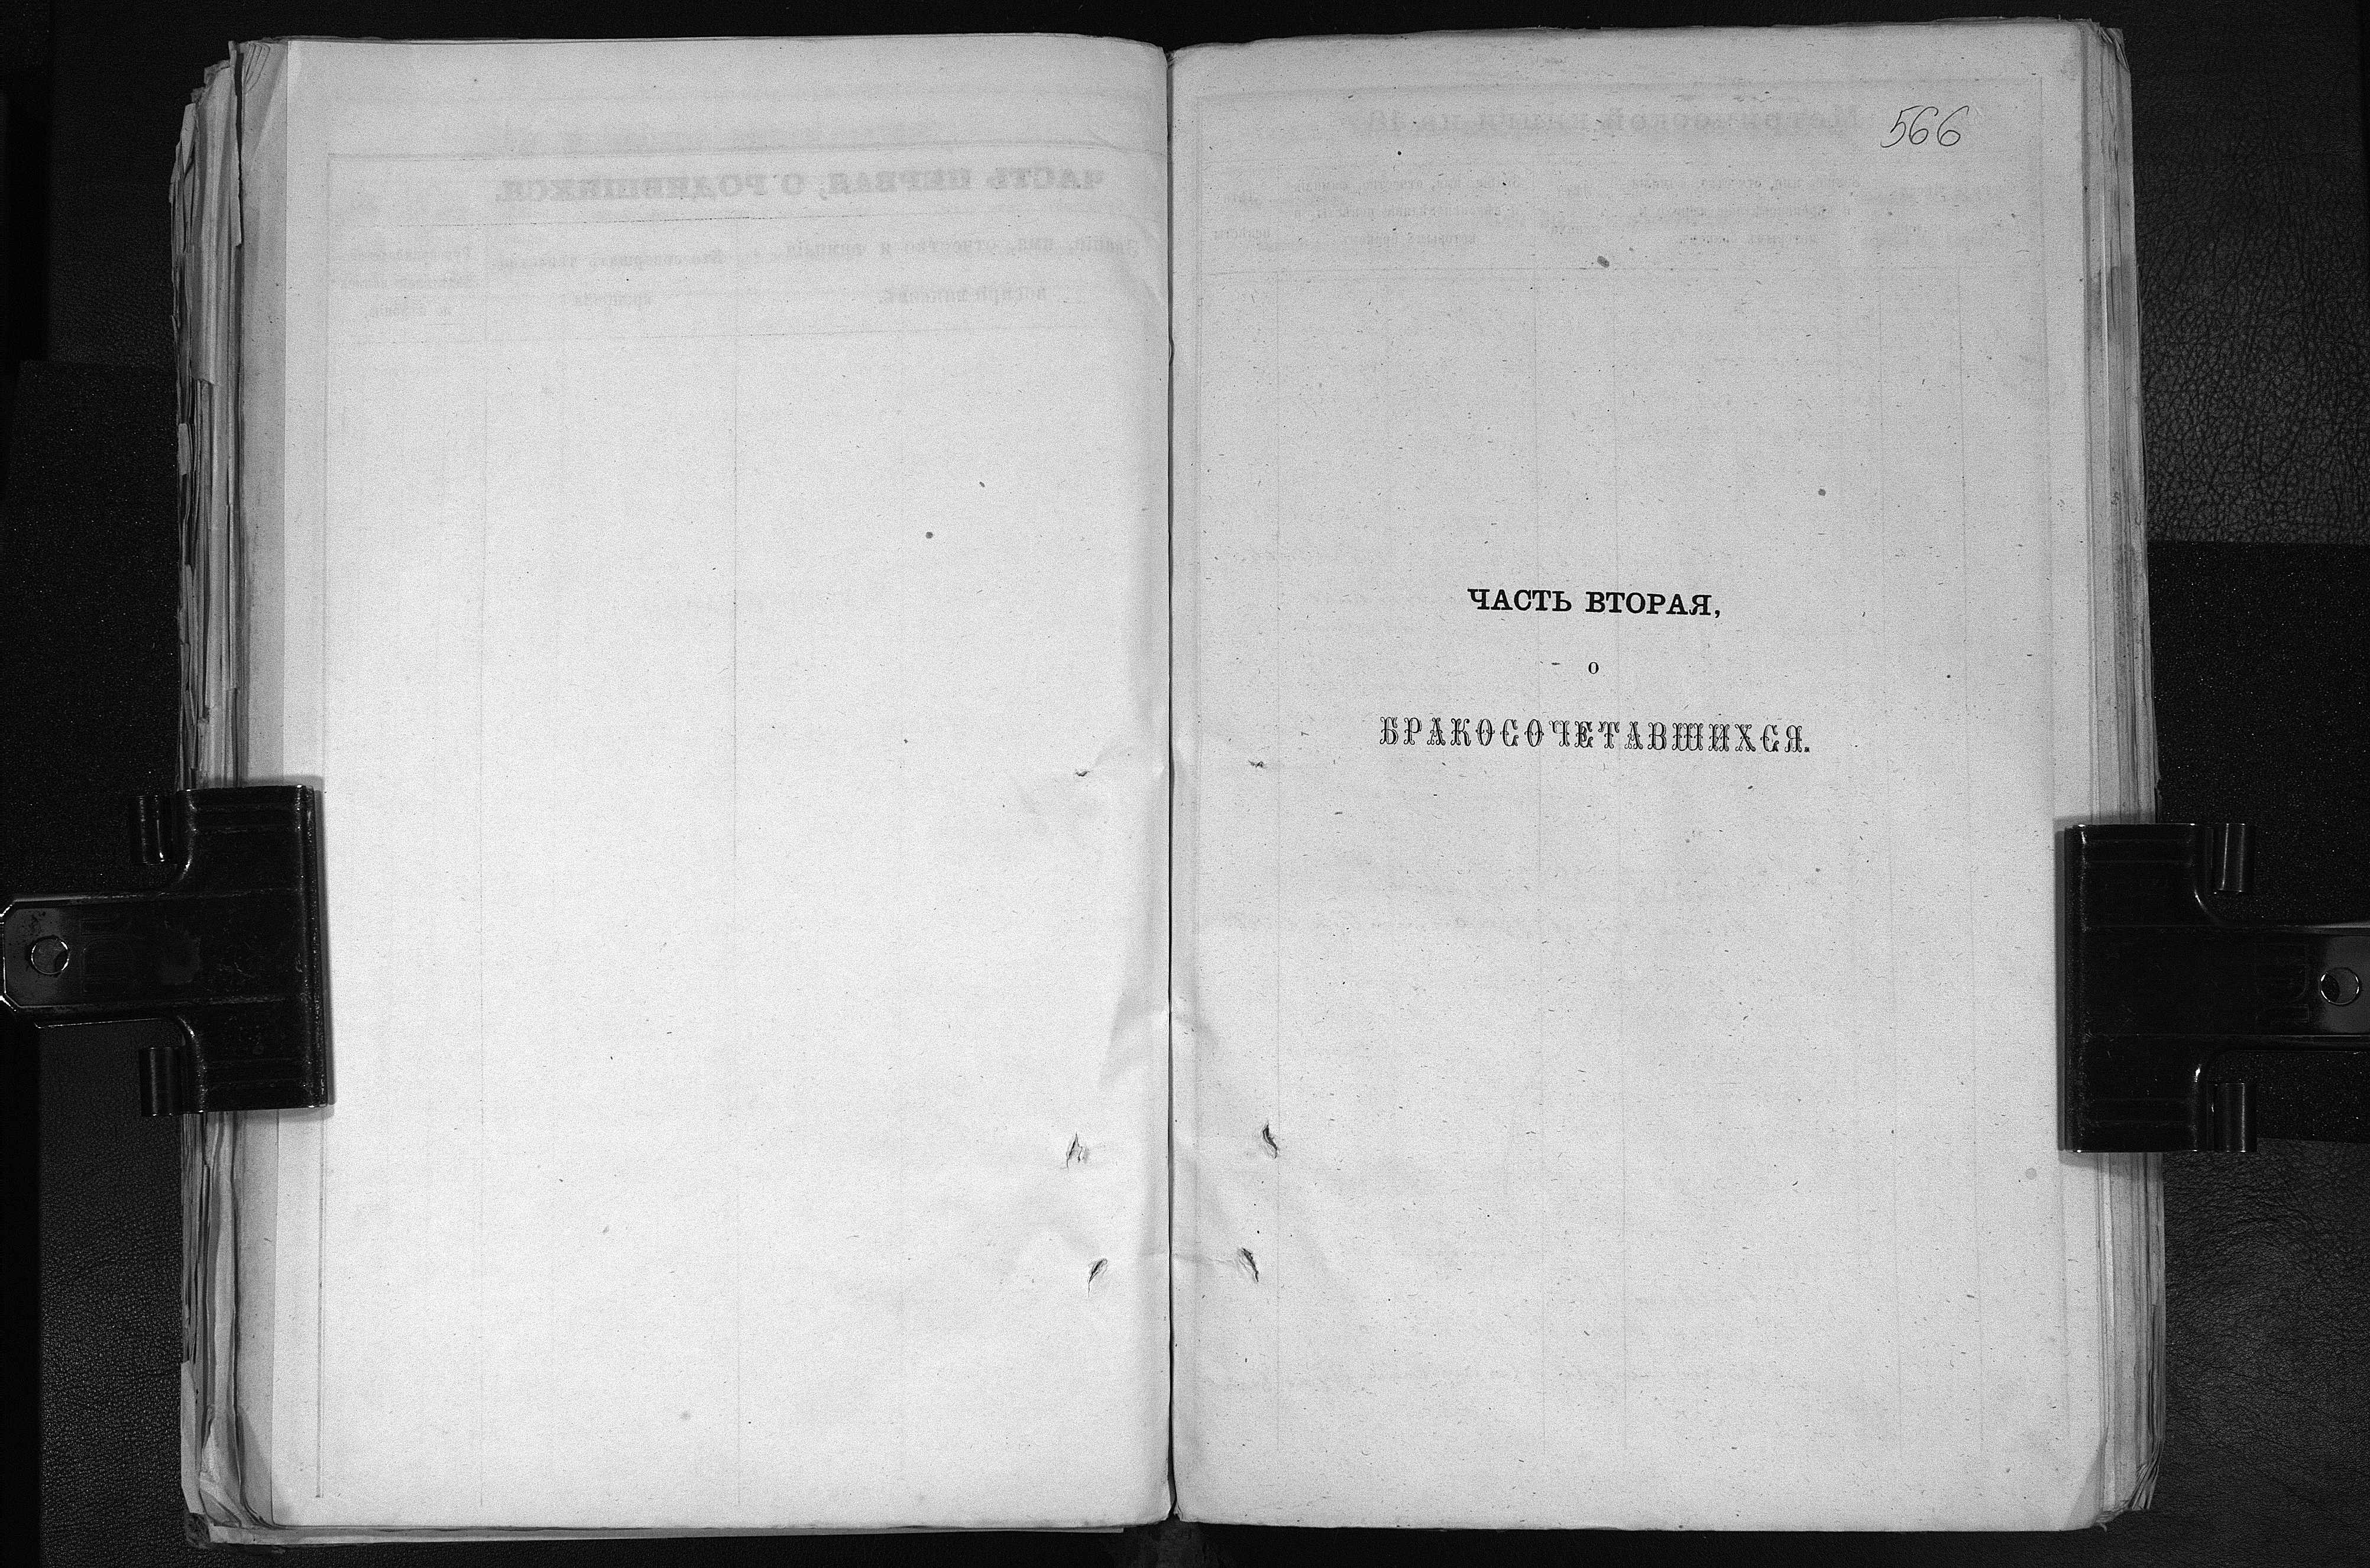 566
ЧАСТЬ ВТОРАЯ,
о
БРАКОСОЧЕТАВШИХСЯ.